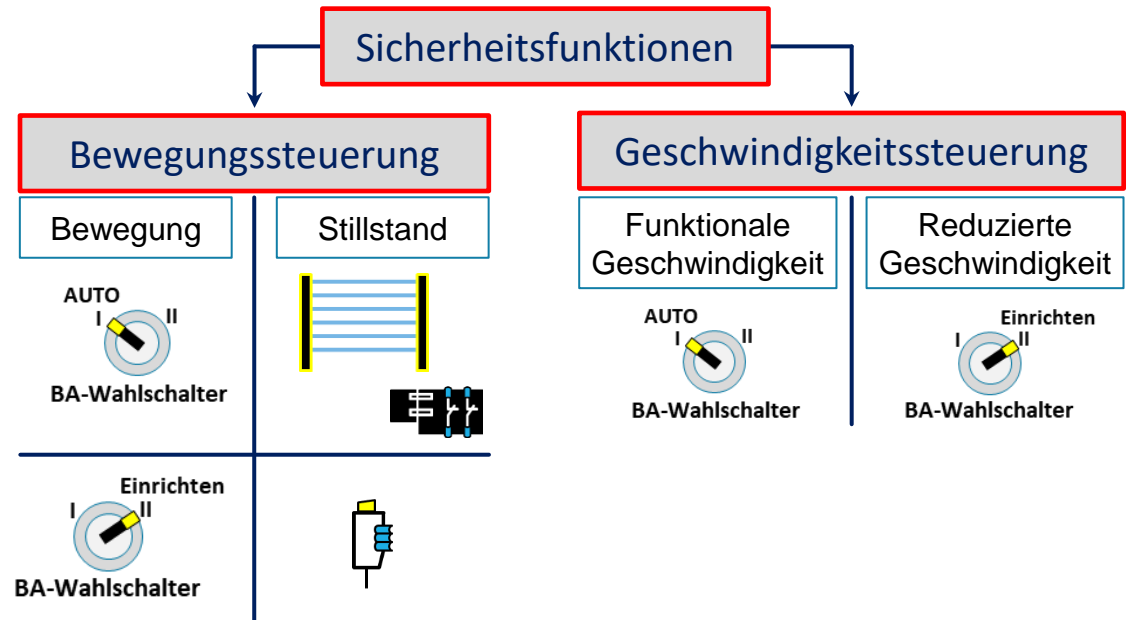 Sicherheitsfunktionen
Bewegungssteuerung
Bewegung
Stillstand
AUTO
I
II
BA-Wahlschalter
Einrichten
I
II
BA-Wahlschalter
Geschwindigkeitssteuerung
Funktionale
Geschwindigkeit
Reduzierte
Geschwindigkeit
AUTO
I
II
BA-Wahlschalter
Einrichten
I
II
BA-Wahlschalter